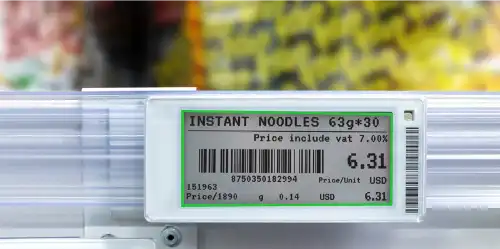 INSTANT NOODLES 63g*30
Price include vat 7.00%
6.31
8750350182994
Price/Unit USD
151963
Price/1890 g 0.14 USD 6.31